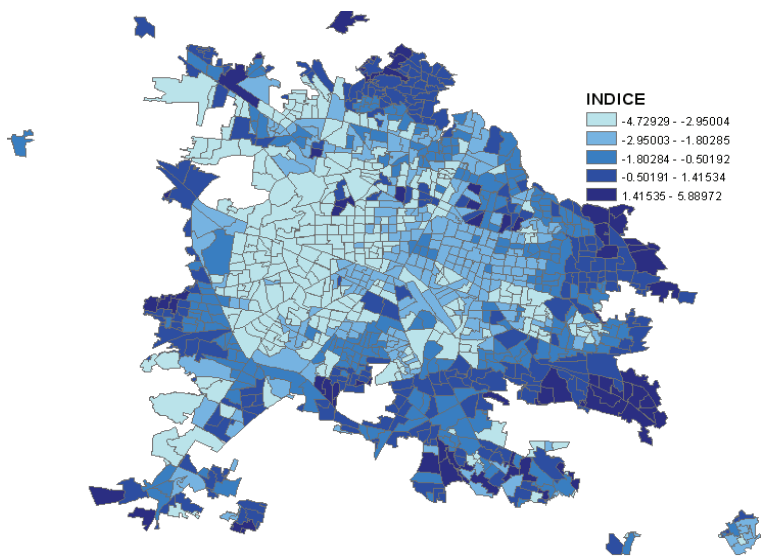 INDICE
-4.72929 - -2.95004
-2.95003 - -1.80285
-1.80284 - -0.50192
-0.50191 - 1.41534
1.41535 - 5.88972